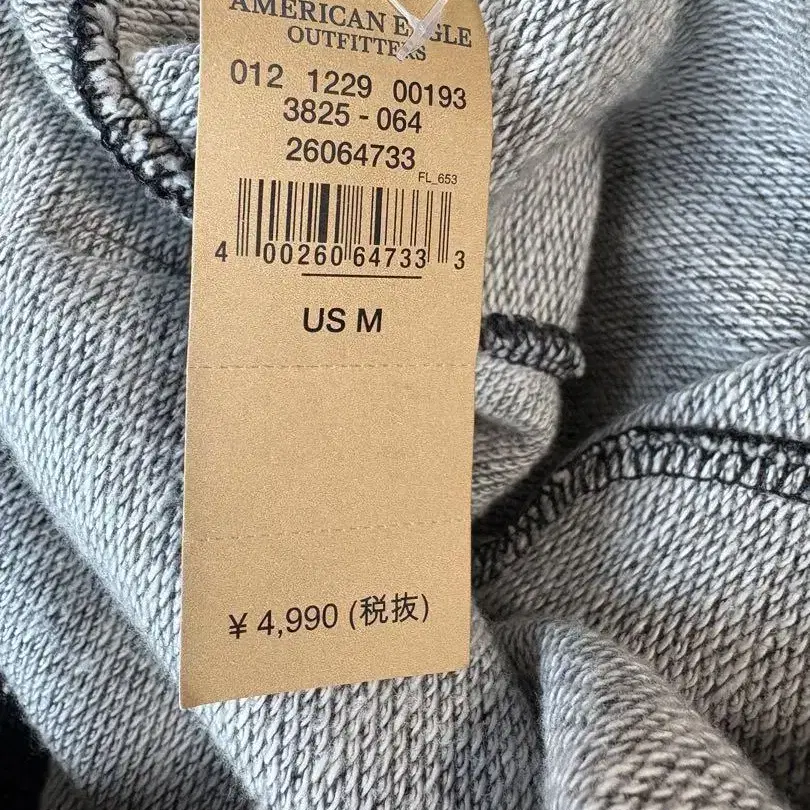 AMERICAN EAGLE
OUTFITTERS
012 1229 00193
3825 - 064
26064733
FL_653
4 00260 64733 3
US M
¥ 4,990 (税抜)